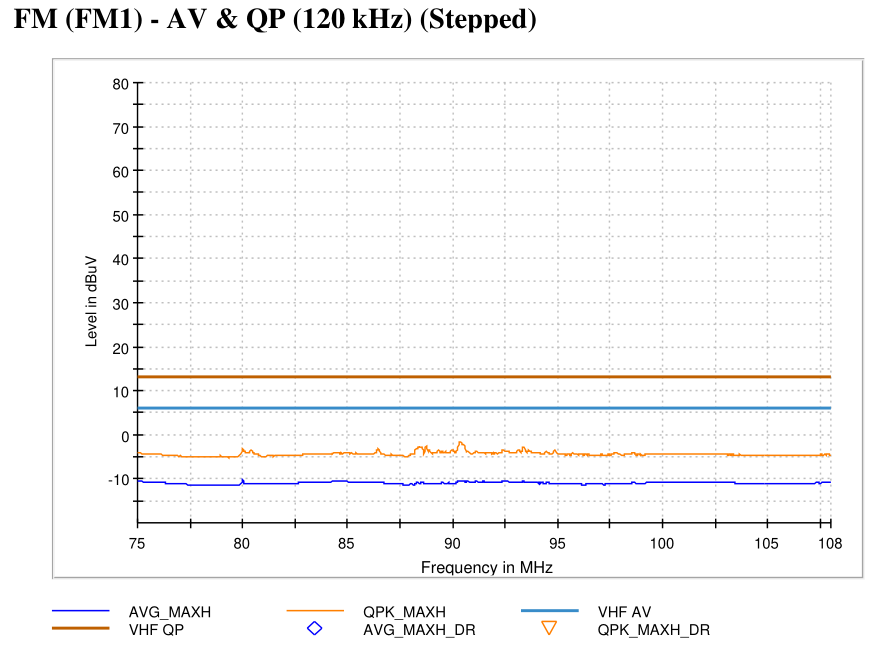 FM (FM1) - AV & QP (120 kHz) (Stepped)
80
70
60
50
40
30
20
10
0
-10
Level in dBuV
75 80 85 90 95 100 105 108
Frequency in MHz
AVG_MAXH QPK_MAXH VHF AV
VHF QP AVG_MAXH_DR QPK_MAXH_DR